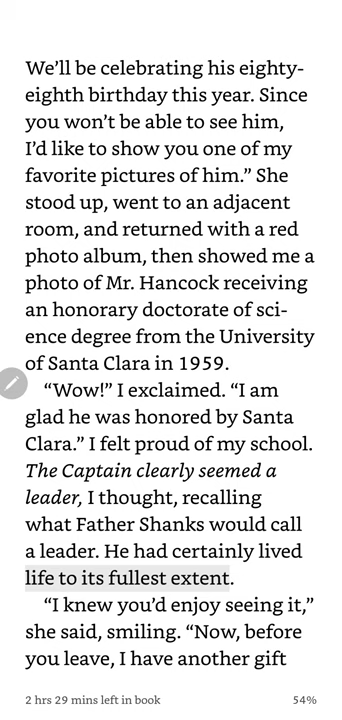 We’ll be celebrating his eighty-
eighth birthday this year. Since
you won’t be able to see him,
I’d like to show you one of my
favorite pictures of him.” She
stood up, went to an adjacent
room, and returned with a red
photo album, then showed me a
photo of Mr. Hancock receiving
an honorary doctorate of sci-
ence degree from the University
of Santa Clara in 1959.
“Wow!” I exclaimed. “I am
glad he was honored by Santa
Clara.” I felt proud of my school.
The Captain clearly seemed a
leader, I thought, recalling
what Father Shanks would call
a leader. He had certainly lived
life to its fullest extent.
“I knew you’d enjoy seeing it,”
she said, smiling. “Now, before
you leave, I have another gift
2 hrs 29 mins left in book 54%